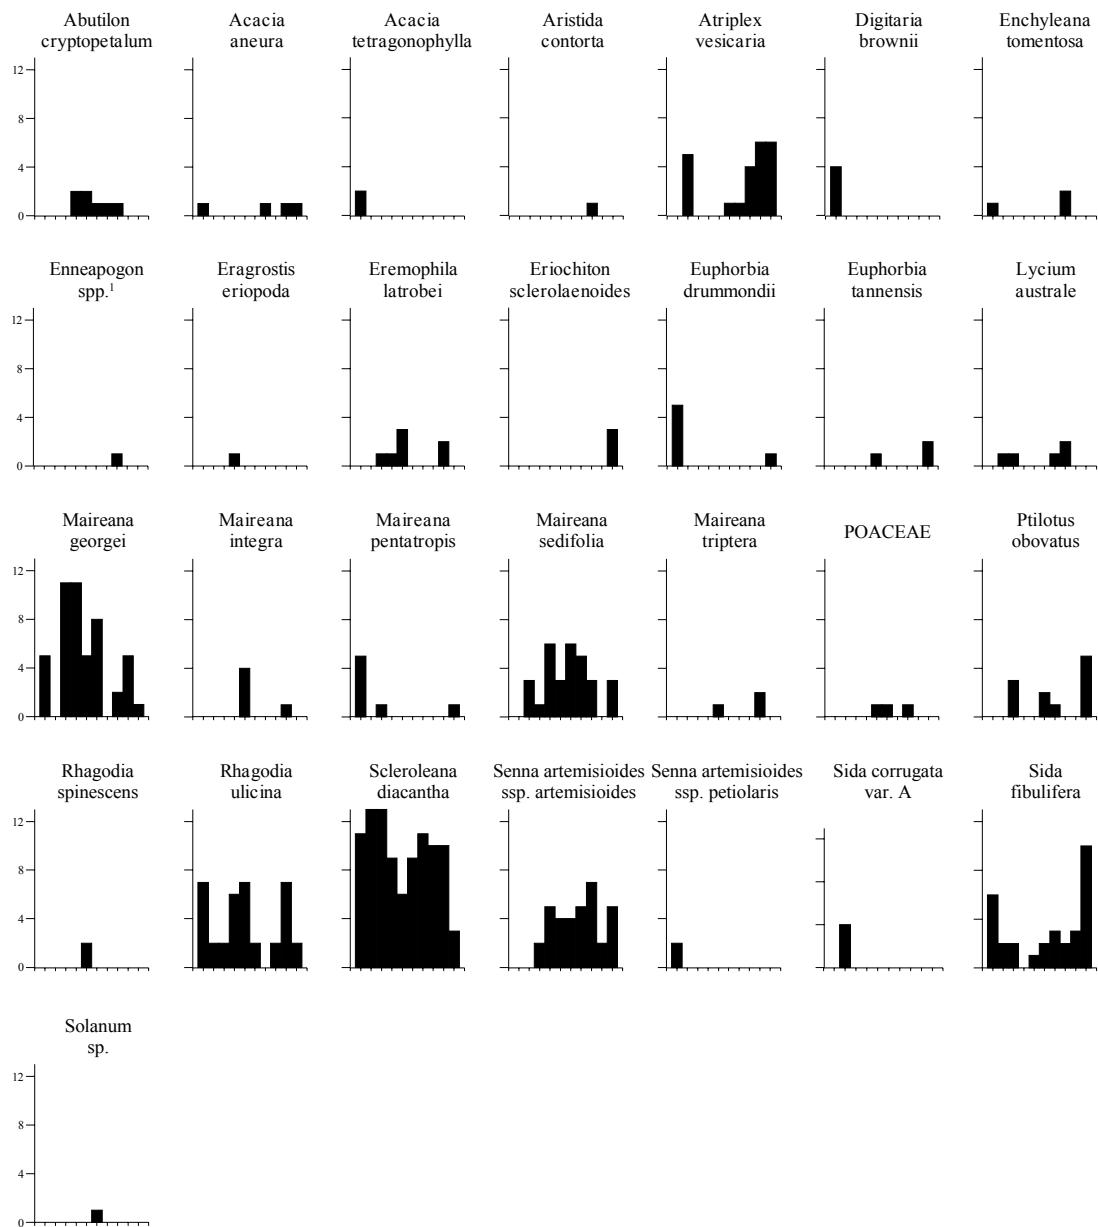 Abutilon
cryptopetalum
Acacia
aneura
Acacia
tetragonophylla
Aristida
contorta
Atriplex
vesicaria
Digitaria
brownii
Enchyleana
tomentosa
12
8
4
0
Enneapogon
spp.¹
Eragrostis
eriopoda
Eremophila
latrobei
Eriochiton
sclerolaenoides
Euphorbia
drummondii
Euphorbia
tannensis
Lycium
australe
12
8
4
0
Maireana
georgei
Maireana
integra
Maireana
pentatropis
Maireana
sedifolia
Maireana
triptera
POACEAE
Ptilotus
obovatus
12
8
4
0
Rhagodia
spinescens
Rhagodia
ulicina
Scleroleana
diacantha
Senna artemisioides
ssp. artemisioides
Senna artemisioides
ssp. petiolaris
Sida corrugata
var. A
Sida
fibulifera
12
8
4
0
Solanum
sp.
12
8
4
0